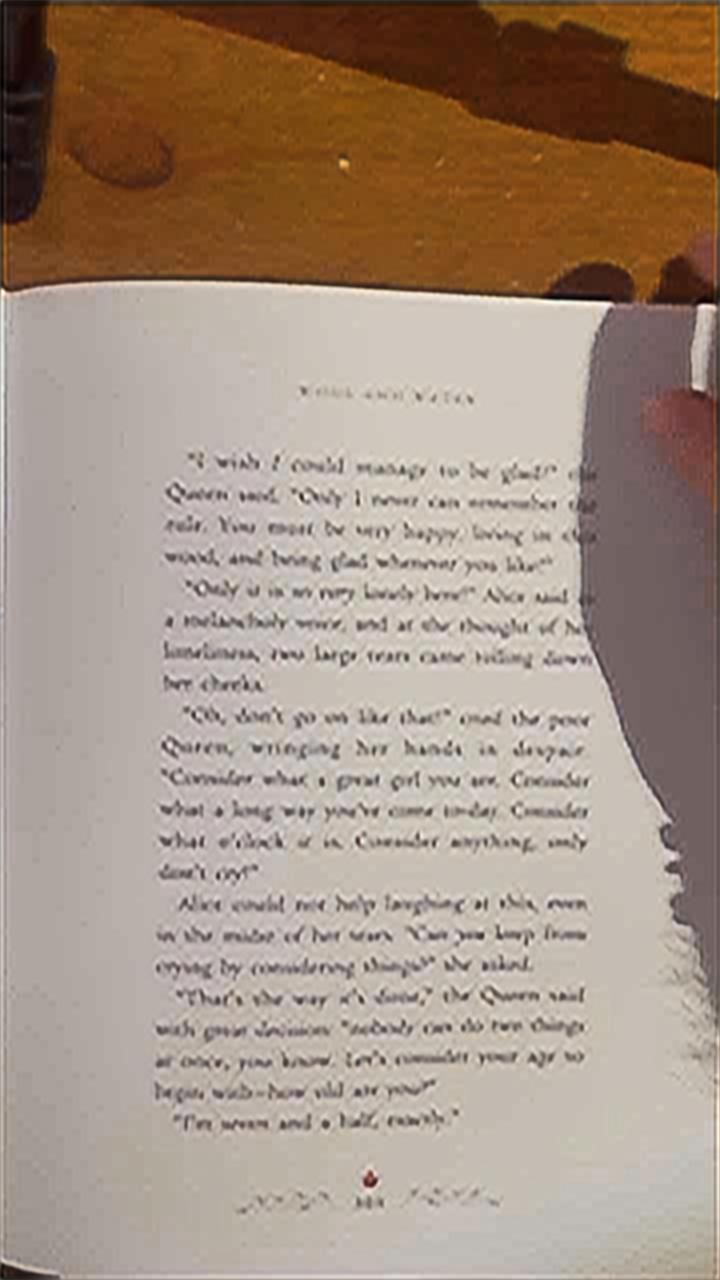 WOOL AND WATER
"I wish I could manage to be glad!" the
Queen said. "Only I never can remember the
rule. You must be very happy, living in this
wood, and being glad whenever you like!"
"Only it is so very lonely here!" Alice said
a melancholy voice, and at the thought of her
loneliness, two large tears came rolling down
her cheeks.
"Oh, don't go on like that!" cried the poor
Queen, wringing her hands in despair.
"Consider what a great girl you are. Consider
what a long way you've come to-day. Consider
what o'clock it is. Consider anything, only
don't cry!"
Alice could not help laughing at this, even
in the midst of her tears. "Can you keep from
crying by considering things?" she asked.
"That's the way it's done," the Queen said
with great decision: "nobody can do two things
at once, you know. Let's consider your age to
begin with—how old are you?"
"I'm seven and a half, exactly."